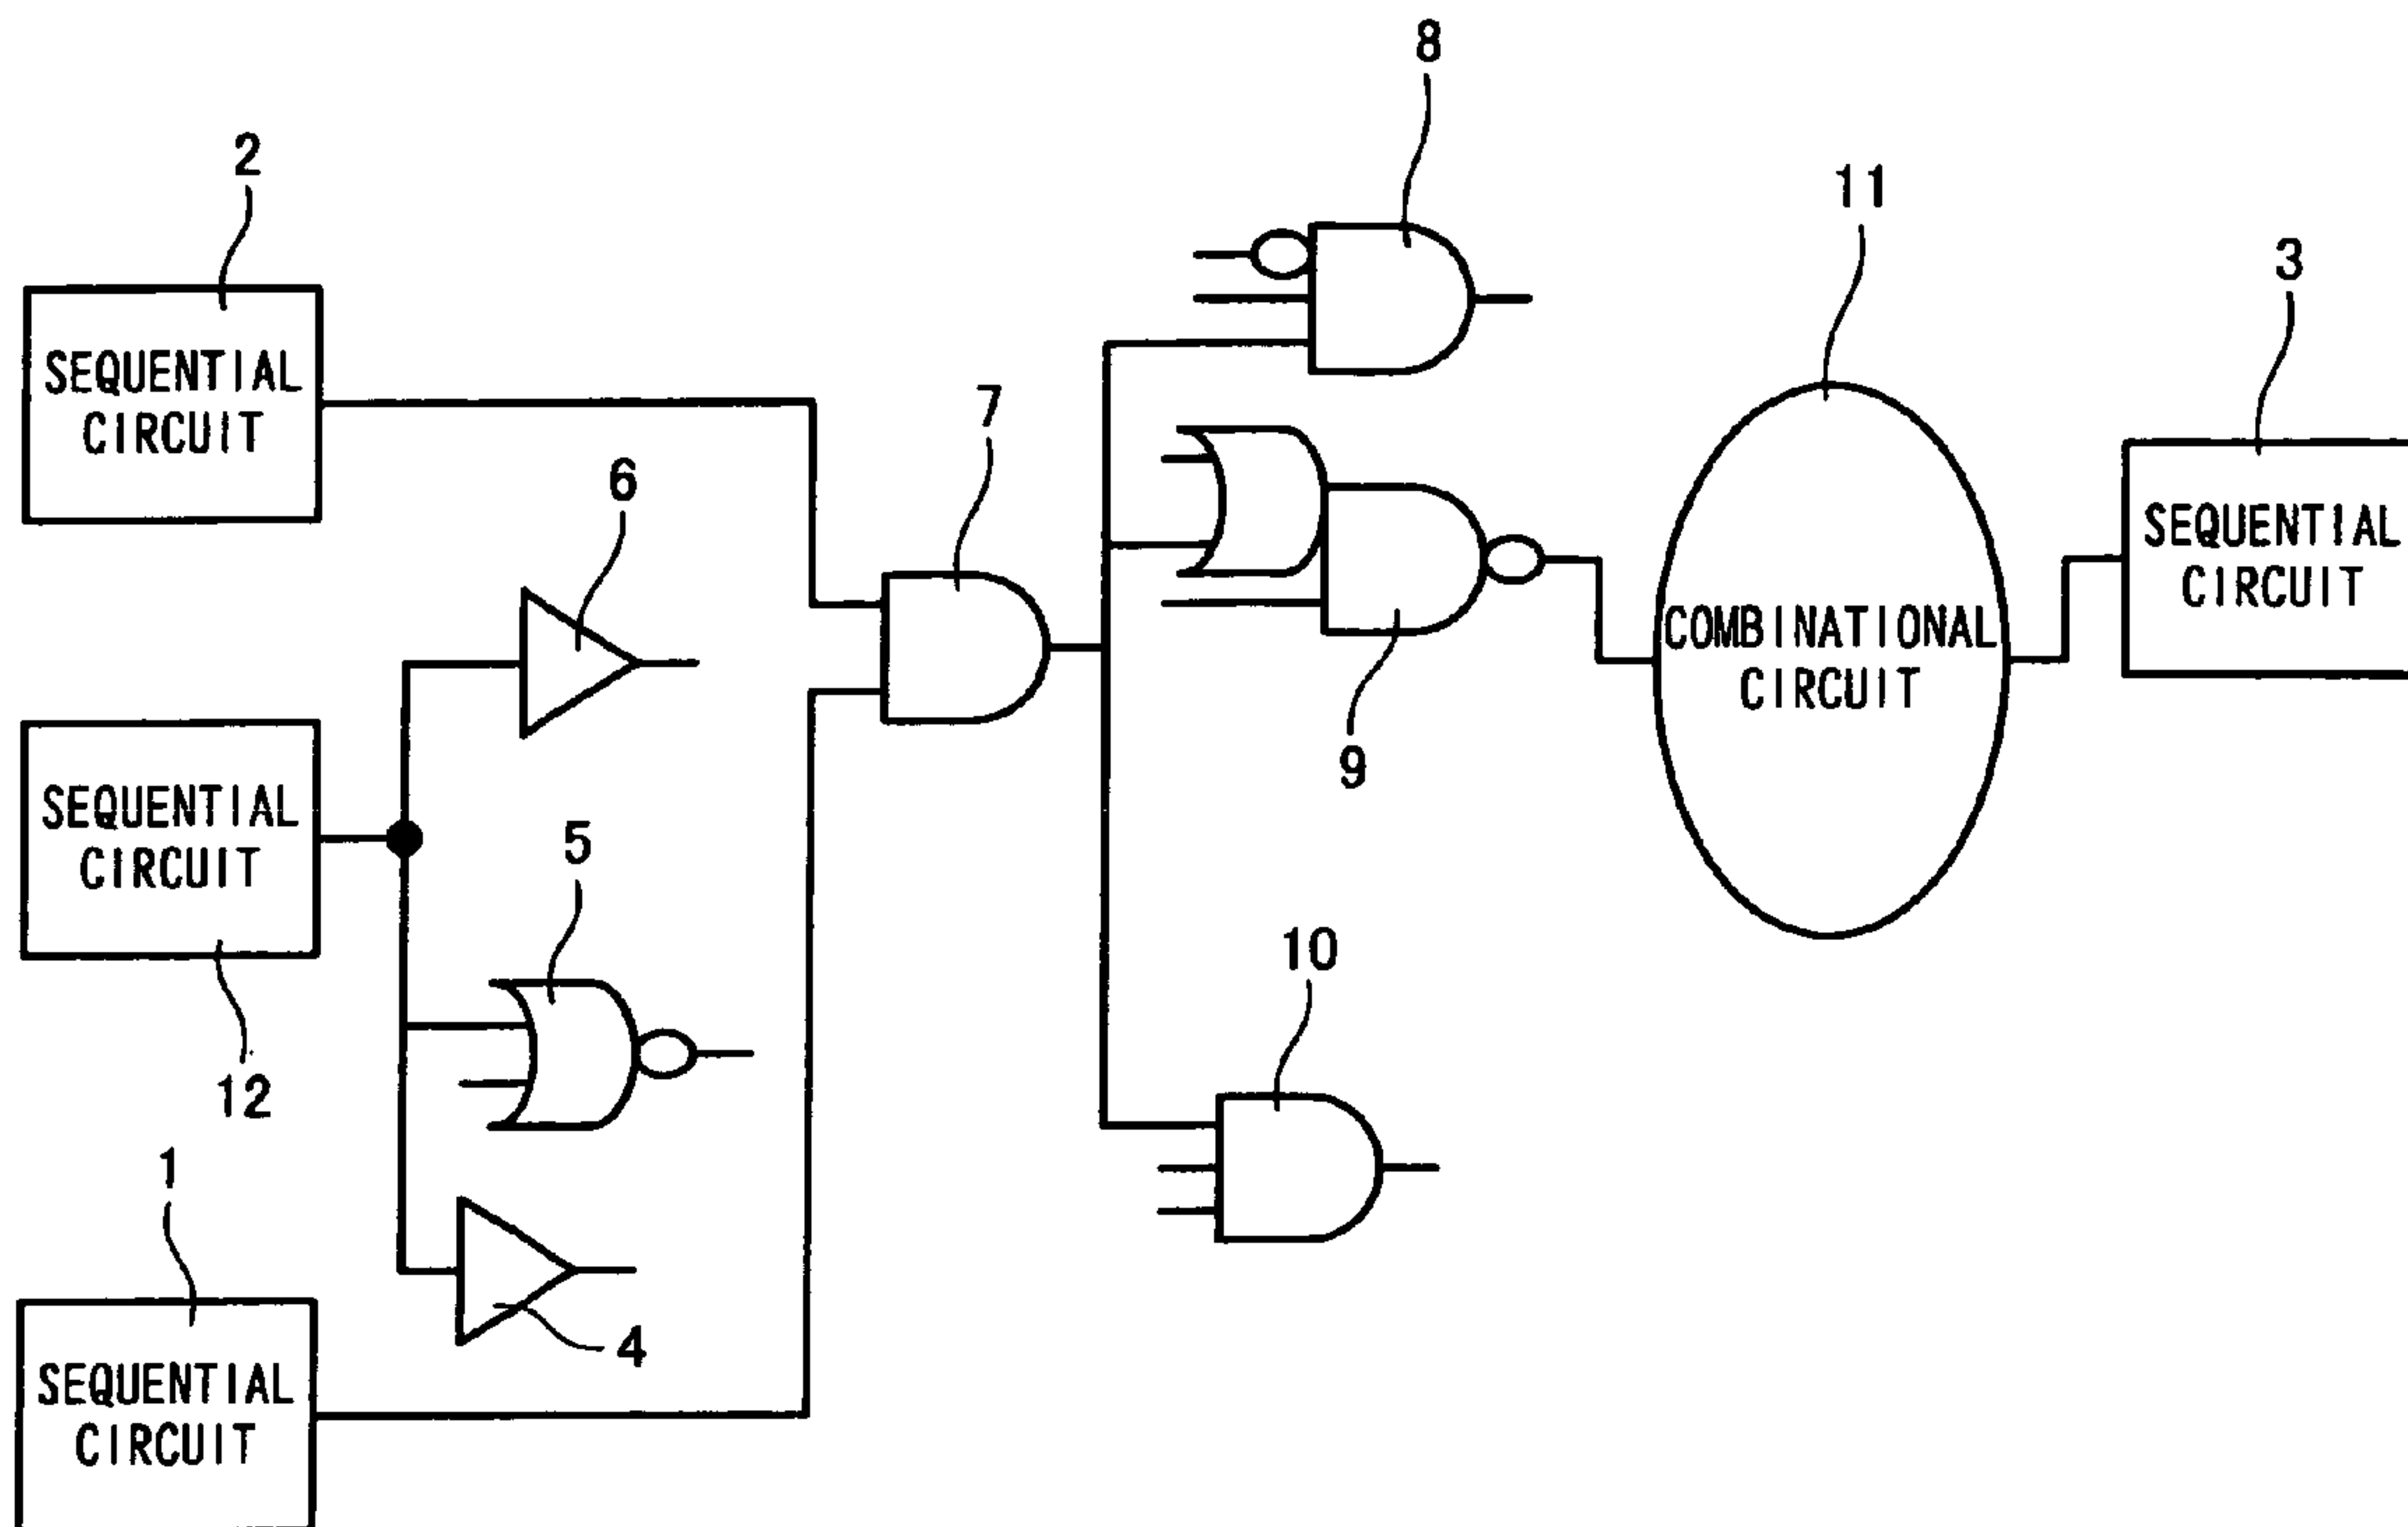 8
2
11
3
SEQUENTIAL
CIRCUIT
7
6
SEQUENTIAL
CIRCUIT
COMBINATIONAL
CIRCUIT
9
SEQUENTIAL
CIRCUIT
5
10
12
1
4
SEQUENTIAL
CIRCUIT